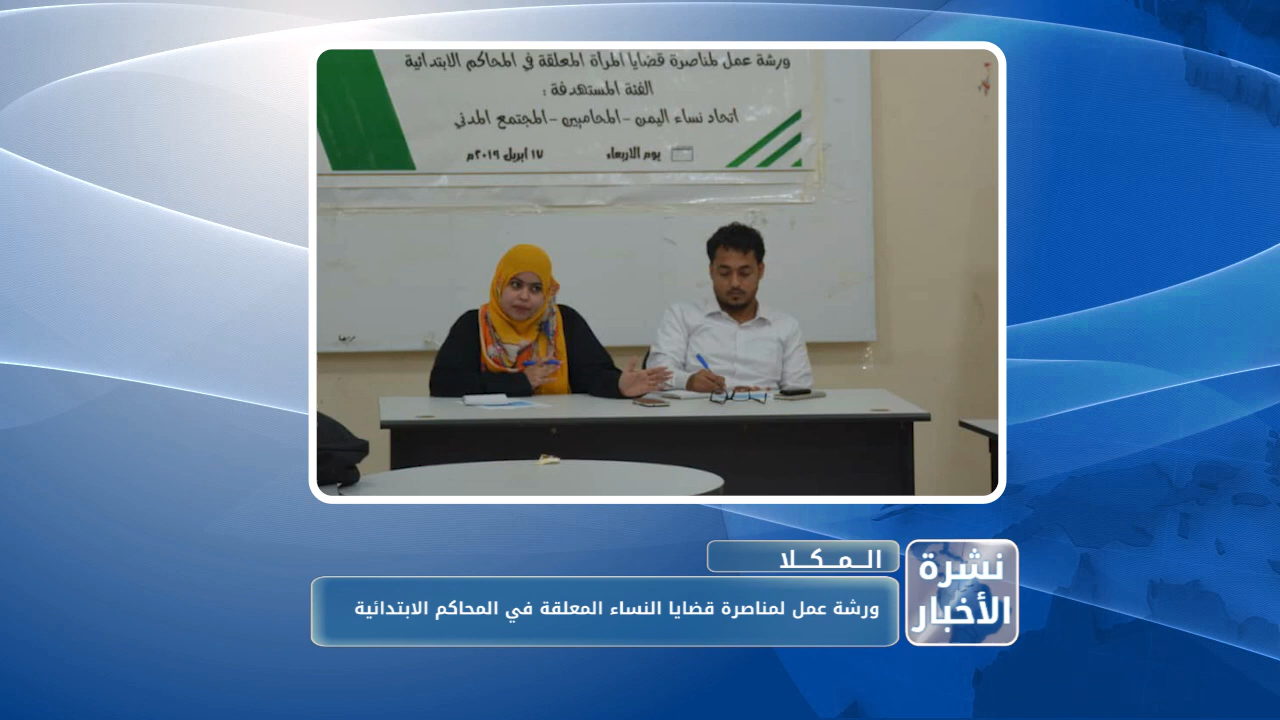 ورشة عمل لمناصرة قضايا المرأة المعلقة في المحاكم الابتدائية
الفئة المستهدفة :
اتحاد نساء اليمن - المحاميين - المجتمع المدني
يوم الاربعاء
١٧ ابريل ٢٠١٩م
المكلا
نشرة
الأخبار
ورشة عمل لمناصرة قضايا النساء المعلقة في المحاكم الابتدائية